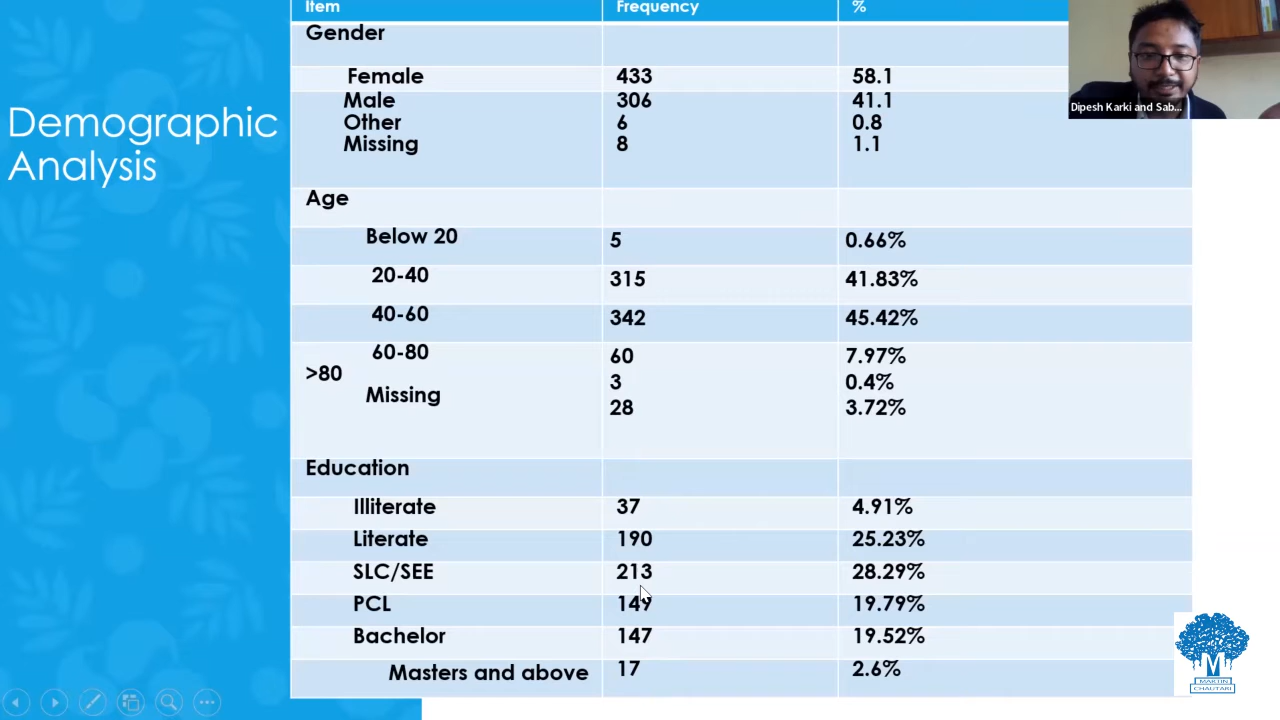 Item Frequency %
Demographic
Analysis
Gender
Female 433 58.1
Male 306 41.1
Other 6 0.8
Missing 8 1.1
Age
Below 20 5 0.66%
20-40 315 41.83%
40-60 342 45.42%
60-80 60 7.97%
>80 3 0.4%
Missing 28 3.72%
Education
Illiterate 37 4.91%
Literate 190 25.23%
SLC/SEE 213 28.29%
PCL 149 19.79%
Bachelor 147 19.52%
Masters and above 17 2.6%
Dipesh Karki and Sab...
MARTIN
CHAUTARI